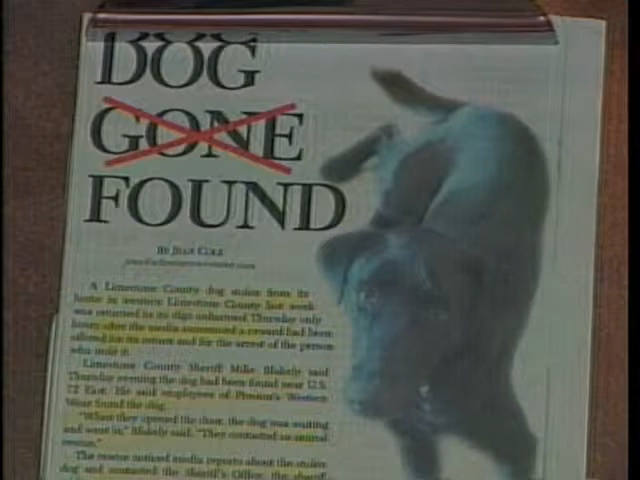 DOG
GONE
FOUND
By Jean Cole
A Limestone County dog stolen from its
home in western Limestone County last week
was returned to its digs unharmed Thursday only
hours after the media announced a reward had been
offered for its return and for the arrest of the person
who stole it.
Limestone County Sheriff Mike Blakely said
Thursday evening the dog had been found near U.S.
72 East. He said employees of Western
Wear found the dog.
"When they opened the door, the dog was waiting
and went in," Blakely said. "They contacted an animal
rescue."
The rescue noticed media reports about the stolen
dog and contacted the Sheriff's Office, the sheriff